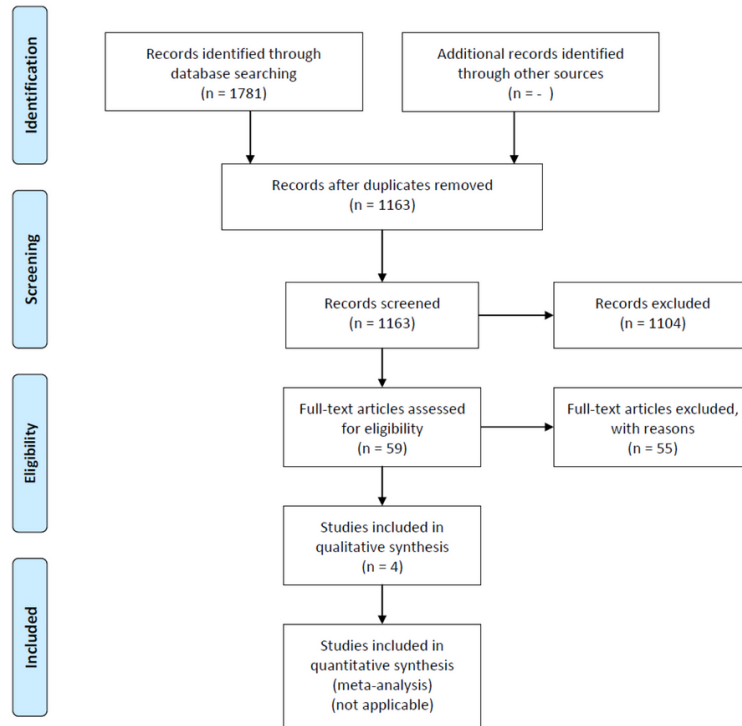 Identification
Records identified through
database searching
(n = 1781)
Additional records identified
through other sources
(n = - )
Records after duplicates removed
(n = 1163)
Screening
Records screened
(n = 1163)
Records excluded
(n = 1104)
Eligibility
Full-text articles assessed
for eligibility
(n = 59)
Full-text articles excluded,
with reasons
(n = 55)
Studies included in
qualitative synthesis
(n = 4)
Included
Studies included in
quantitative synthesis
(meta-analysis)
(not applicable)